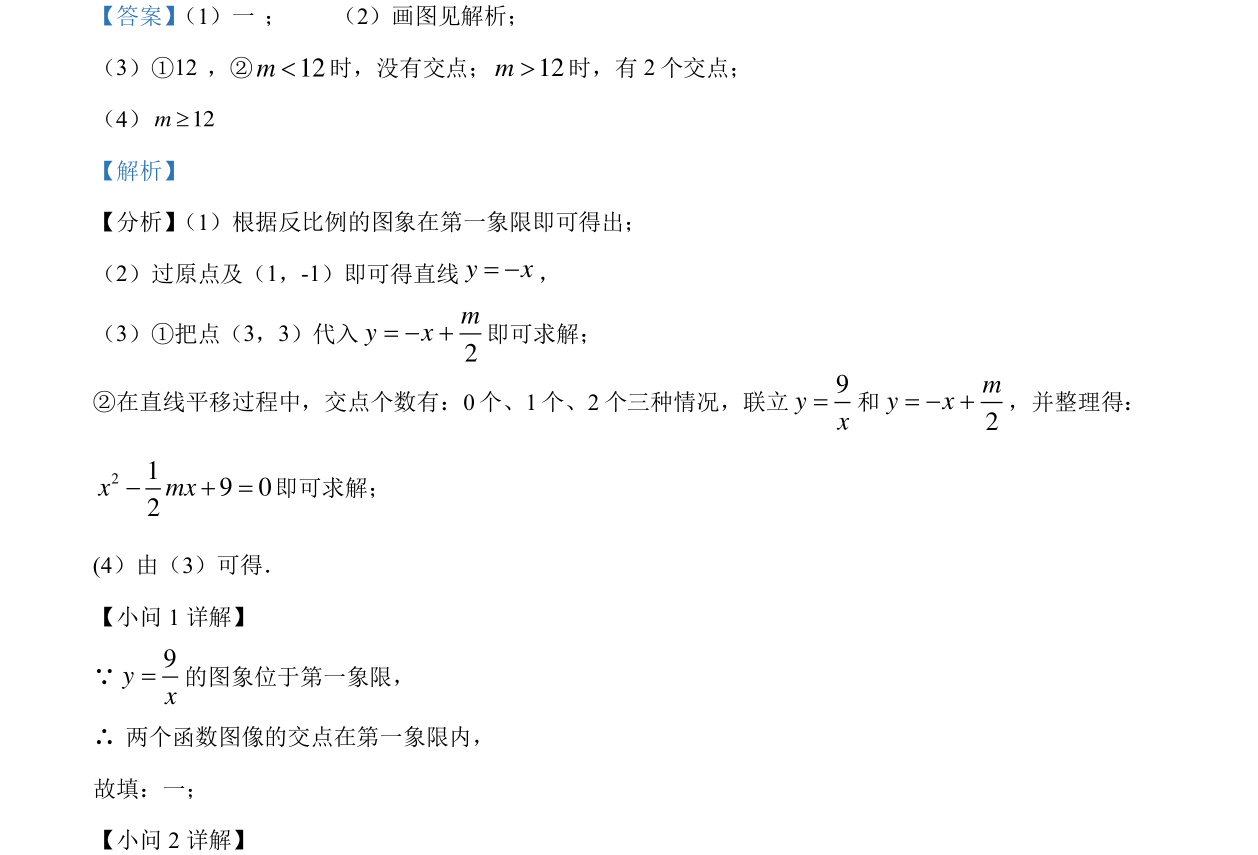 【答案】（1）一 ；　　（2）画图见解析；
（3）①12 ，② m < 12 时，没有交点； m > 12 时，有 2 个交点；
（4） m ≥ 12
【解析】
【分析】（1）根据反比例的图象在第一象限即可得出；
（2）过原点及（1，-1）即可得直线 y = −x ，
（3）①把点（3，3）代入 y = −x + m/2 即可求解；
②在直线平移过程中，交点个数有：0 个、1 个、2 个三种情况，联立 y = 9/x 和 y = −x + m/2 ，并整理得：
x² − 1/2 mx + 9 = 0 即可求解；
(4）由（3）可得．
【小问 1 详解】
∵ y = 9/x 的图象位于第一象限，
∴ 两个函数图像的交点在第一象限内，
故填：一；
【小问 2 详解】